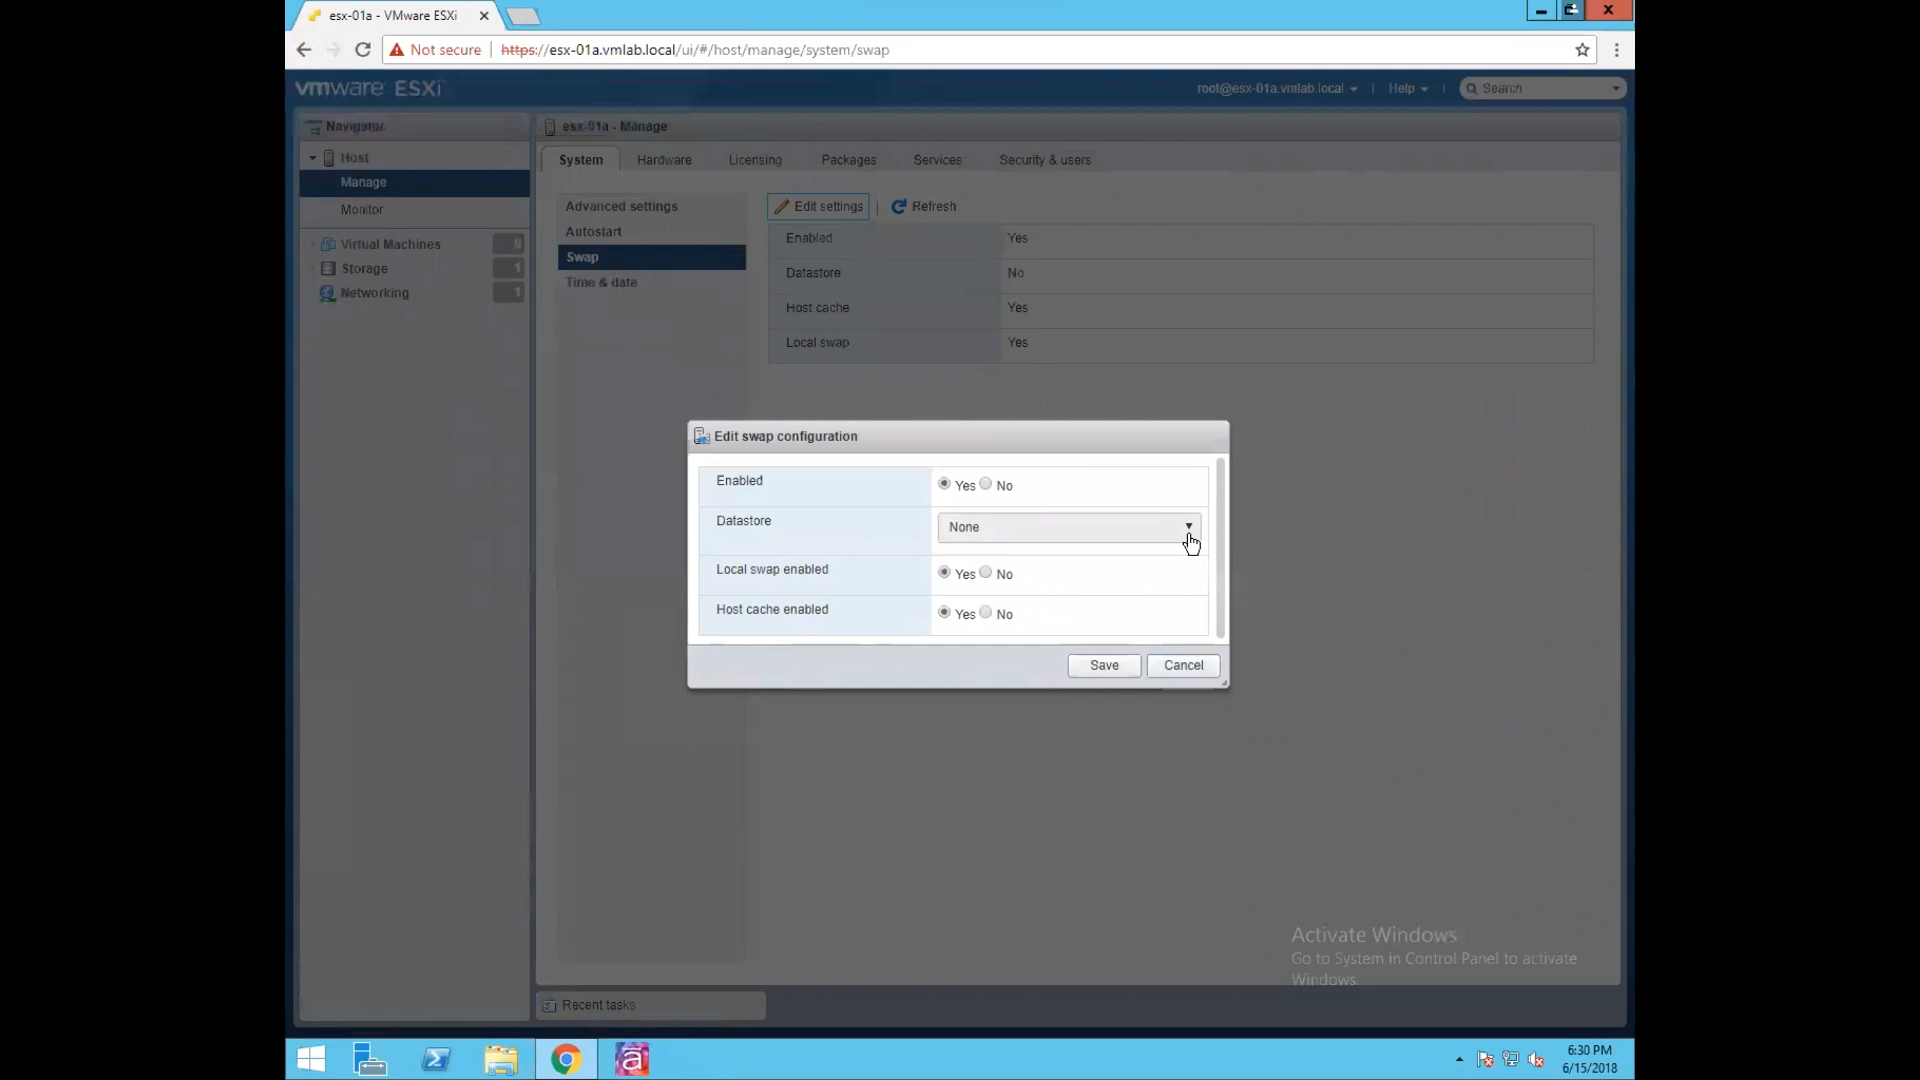 esx-01a - VMware ESXi
Not secure | https://esx-01a.vmlab.local/ui/#/host/manage/system/swap
vmware ESXi
root@esx-01a.vmlab.local | Help | Search
Navigator
esx-01a - Manage
Host
Manage
Monitor
Virtual Machines 0
Storage 1
Networking 1
System Hardware Licensing Packages Services Security & users
Advanced settings
Autostart
Swap
Time & date
Edit settings | Refresh
Enabled Yes
Datastore No
Host cache Yes
Local swap Yes
Edit swap configuration
Enabled Yes No
Datastore None
Local swap enabled Yes No
Host cache enabled Yes No
Save Cancel
Activate Windows
Go to System in Control Panel to activate
Windows.
Recent tasks
6:30 PM
6/15/2018